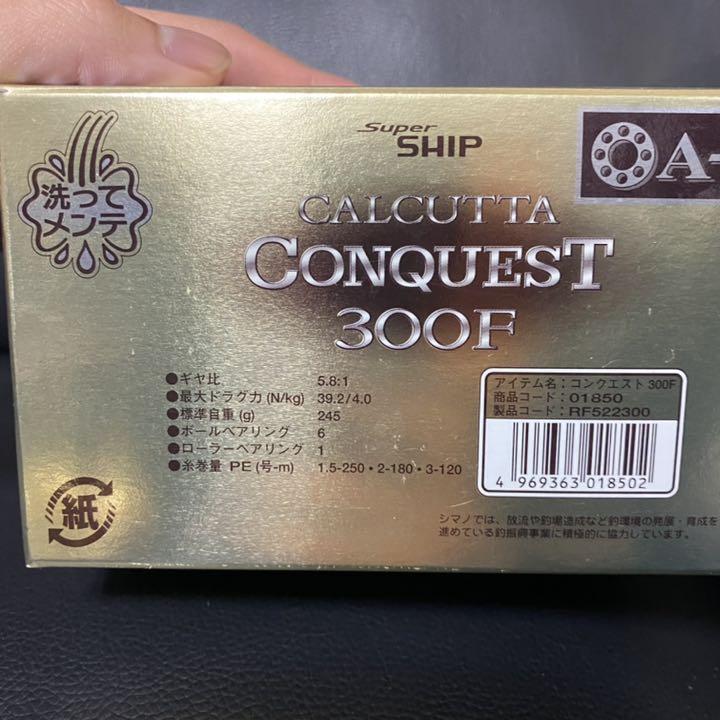 Super
SHIP
洗って
メンテ
A-
CALCUTTA
CONQUEST
300F
●ギヤ比 5.8:1
●最大ドラグ力 (N/kg) 39.2/4.0
●標準自重 (g) 245
●ボールベアリング 6
●ローラーベアリング 1
●糸巻量 PE (号-m) 1.5-250・2-180・3-120
アイテム名：コンクエスト 300F
商品コード：01850
製品コード：RF522300
4 969363 018502
紙
シマノでは、放流や釣場造成など釣環境の発展・育成を
進めている釣振興事業に積極的に協力しています。